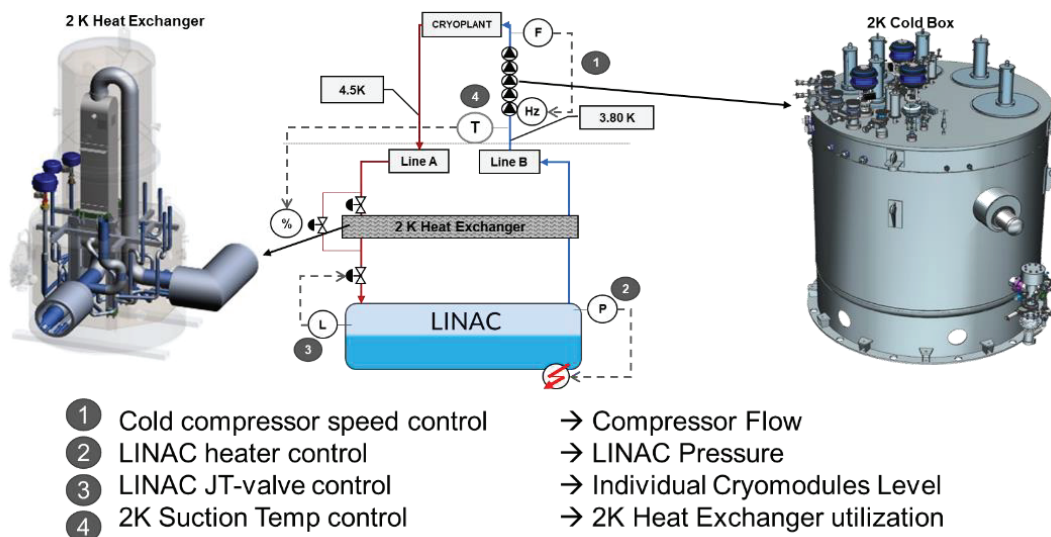 2 K Heat Exchanger
CRYOPLANT
F
2K Cold Box
1
4.5K
4
Hz
T
3.80 K
Line A
Line B
%
2 K Heat Exchanger
2
P
L
LINAC
3
1 Cold compressor speed control → Compressor Flow
2 LINAC heater control → LINAC Pressure
3 LINAC JT-valve control → Individual Cryomodules Level
4 2K Suction Temp control → 2K Heat Exchanger utilization